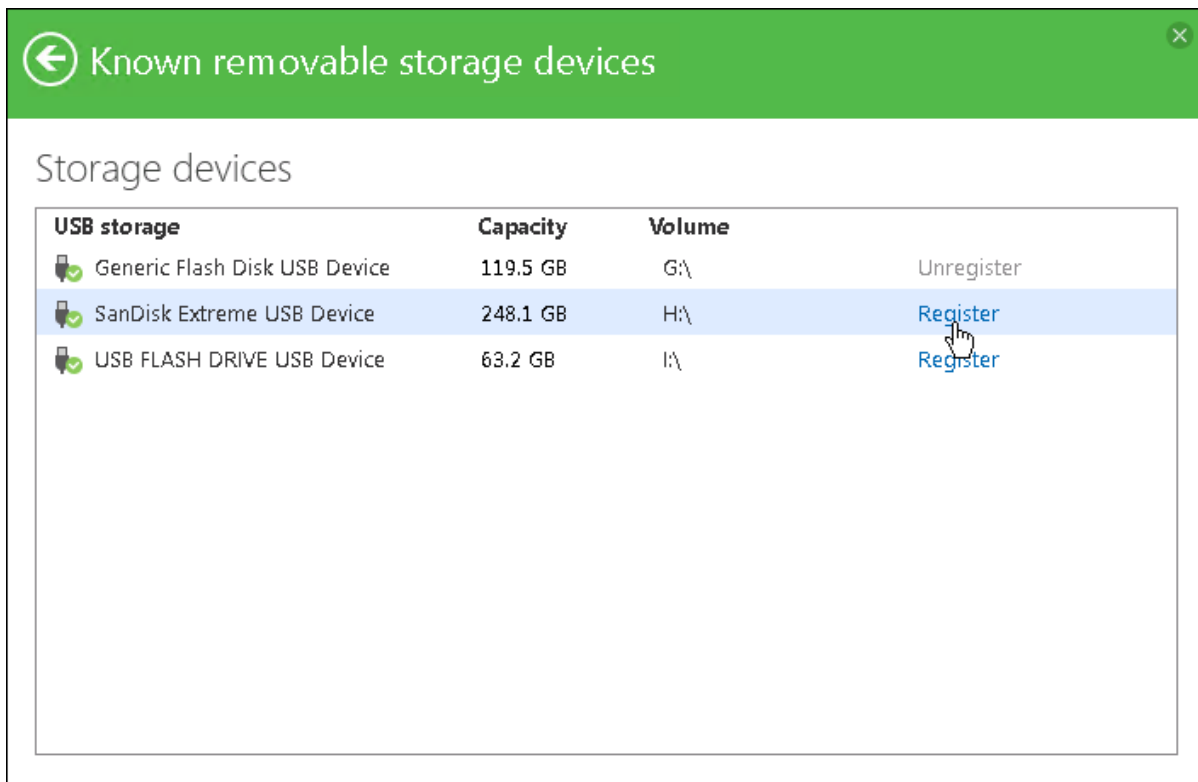 Known removable storage devices
Storage devices
USB storage Capacity Volume
Generic Flash Disk USB Device 119.5 GB G:\ Unregister
SanDisk Extreme USB Device 248.1 GB H:\ Register
USB FLASH DRIVE USB Device 63.2 GB I:\ Register